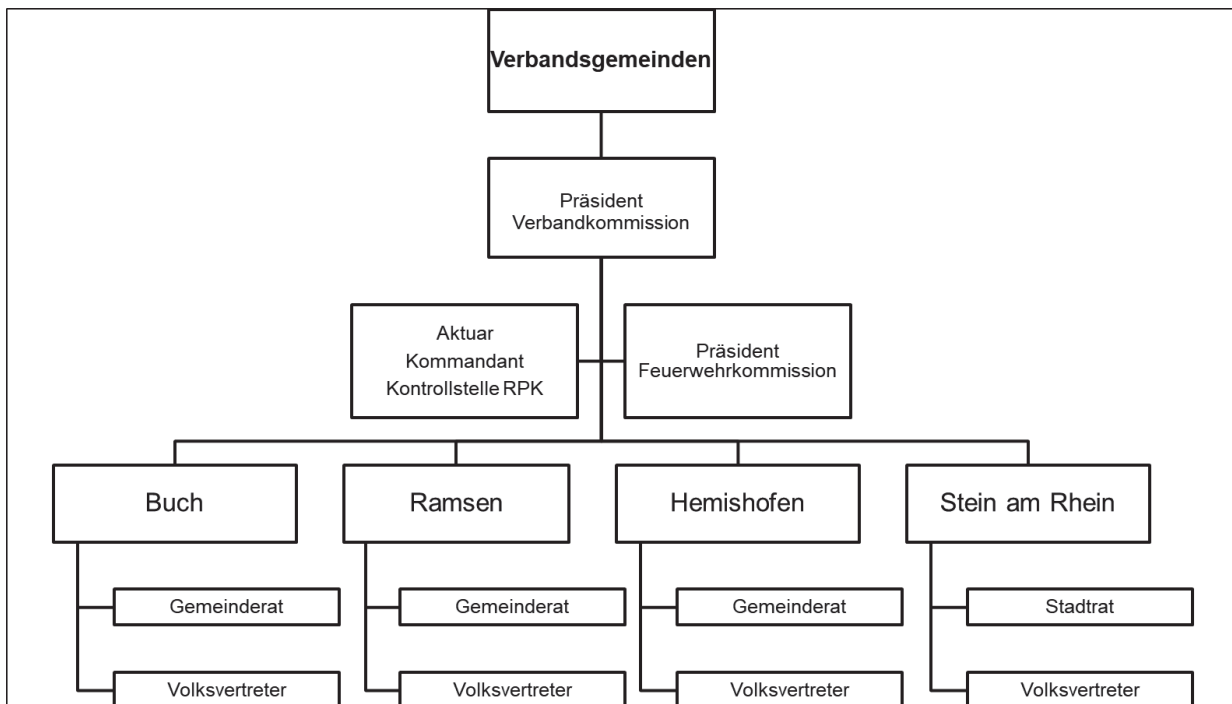 Verbandsgemeinden
Präsident
Verbandkommission
Aktuar
Kommandant
Kontrollstelle RPK
Präsident
Feuerwehrkommission
Buch
Ramsen
Hemishofen
Stein am Rhein
Gemeinderat
Gemeinderat
Gemeinderat
Stadtrat
Volksvertreter
Volksvertreter
Volksvertreter
Volksvertreter